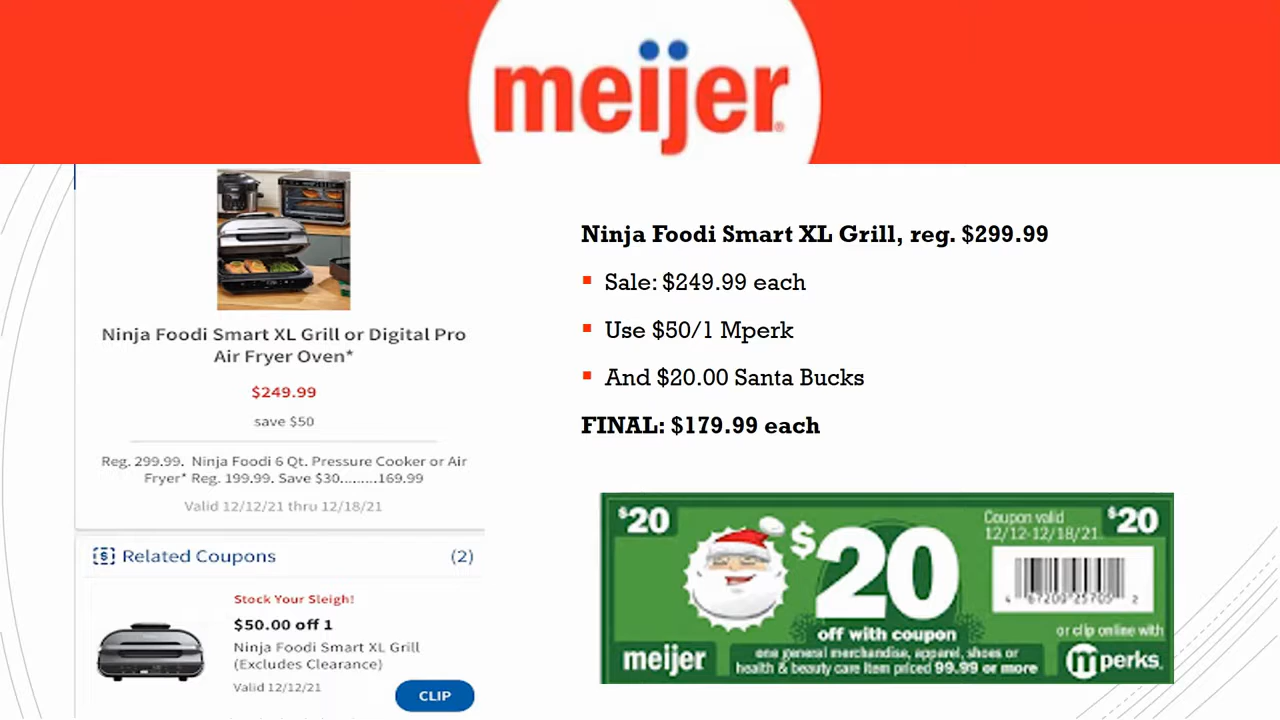 meijer
Ninja Foodi Smart XL Grill or Digital Pro
Air Fryer Oven*
$249.99
save $50
Reg. 299.99. Ninja Foodi 6 Qt. Pressure Cooker or Air
Fryer* Reg. 199.99. Save $30.........169.99
Valid 12/12/21 thru 12/18/21
Related Coupons (2)
Stock Your Sleigh!
$50.00 off 1
Ninja Foodi Smart XL Grill
(Excludes Clearance)
Valid 12/12/21
CLIP
Ninja Foodi Smart XL Grill, reg. $299.99
Sale: $249.99 each
Use $50/1 Mperk
And $20.00 Santa Bucks
FINAL: $179.99 each
$20
$20
off with coupon
one general merchandise, apparel, shoes or
health & beauty care item priced 99.99 or more
meijer
Coupon valid
12/12-12/18/21
$20
or clip online with
mperks.